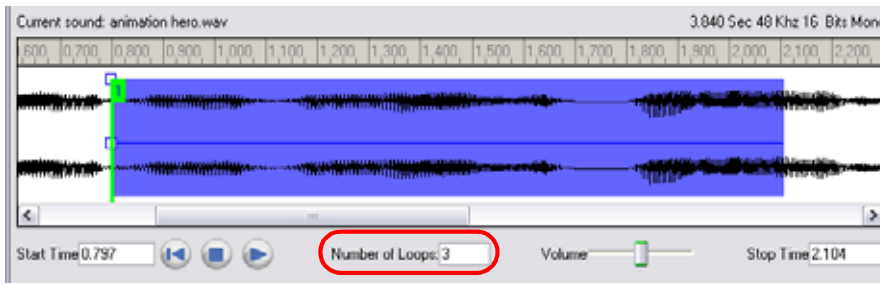 Current sound: animation hero.wav 3.840 Sec 48 Khz 16 Bits Mono
.600 0.700 0.800 0.900 1.000 1.100 1.200 1.300 1.400 1.500 1.600 1.700 1.800 1.900 2.000 2.100 2.200
1
Start Time 0.797 Number of Loops: 3 Volume Stop Time 2.104